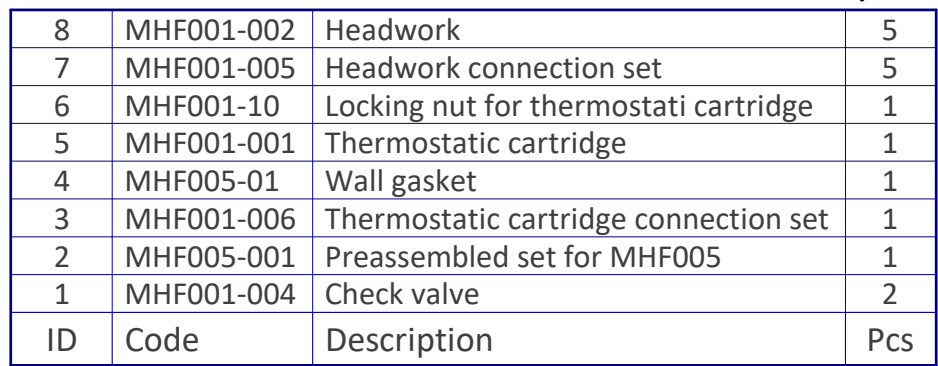 8 MHF001-002 Headwork 5
7 MHF001-005 Headwork connection set 5
6 MHF001-10 Locking nut for thermostati cartridge 1
5 MHF001-001 Thermostatic cartridge 1
4 MHF005-01 Wall gasket 1
3 MHF001-006 Thermostatic cartridge connection set 1
2 MHF005-001 Preassembled set for MHF005 1
1 MHF001-004 Check valve 2
ID Code Description Pcs